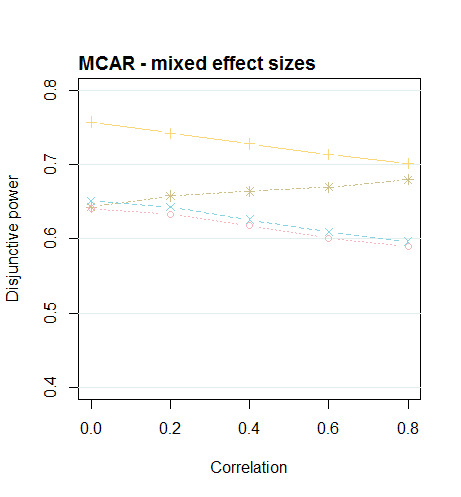 MCAR - mixed effect sizes
Disjunctive power
0.8
0.7
0.6
0.5
0.4
0.0 0.2 0.4 0.6 0.8
Correlation